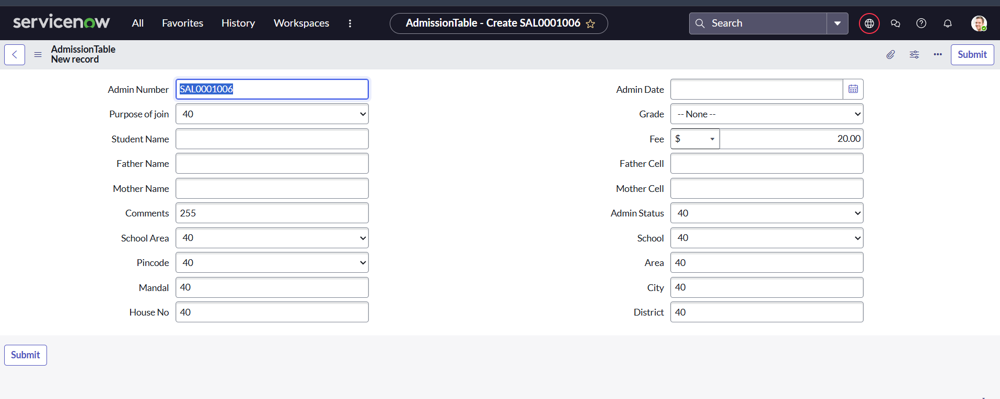 servicenow All Favorites History Workspaces AdmissionTable - Create SAL0001006 Search
AdmissionTable
New record Submit
Admin Number SAL0001006 Admin Date
Purpose of join 40 Grade -- None --
Student Name Fee $ 20.00
Father Name Father Cell
Mother Name Mother Cell
Comments 255 Admin Status 40
School Area 40 School 40
Pincode 40 Area 40
Mandal 40 City 40
House No 40 District 40
Submit